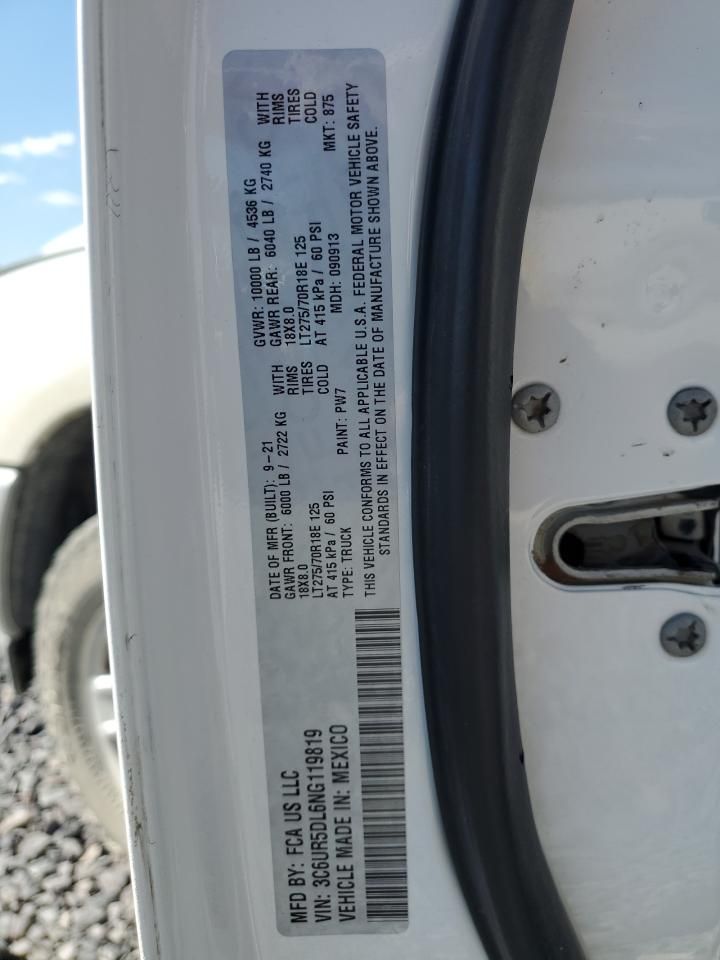 MFD BY: FCA US LLC
VIN: 3C6UR5DL6NG119819
VEHICLE MADE IN: MEXICO
DATE OF MFR (BUILT): 9-21
GAWR FRONT: 6000 LB / 2722 KG WITH
18X8.0 RIMS
LT275/70R18E 125 TIRES
AT 415 kPa / 60 PSI COLD
TYPE: TRUCK PAINT: PW7
GVWR: 10000 LB / 4536 KG
GAWR REAR: 6040 LB / 2740 KG WITH
18X8.0 RIMS
LT275/70R18E 125 TIRES
AT 415 kPa / 60 PSI COLD
MDH: 090913 MKT: 875
THIS VEHICLE CONFORMS TO ALL APPLICABLE U.S.A. FEDERAL MOTOR VEHICLE SAFETY
STANDARDS IN EFFECT ON THE DATE OF MANUFACTURE SHOWN ABOVE.